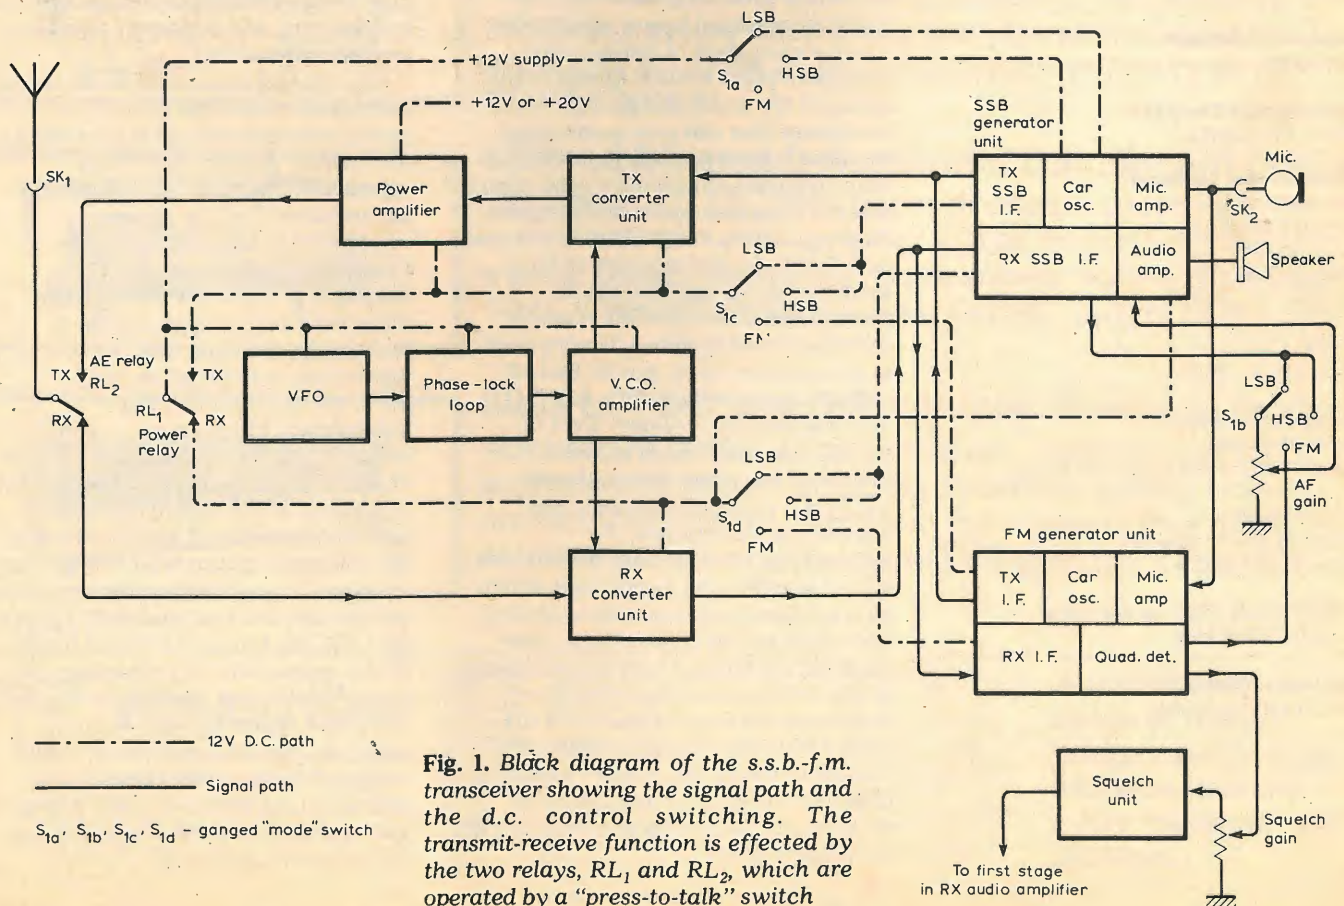 LSB
+12V supply
S1a
HSB
FM
+12V or +20V
SSB
generator
unit
SK1
Power
amplifier
TX
converter
unit
TX
SSB
I.F.
Car
osc.
Mic.
amp.
Mic.
SK2
RX SSB I.F.
Audio
amp.
Speaker
LSB
HSB
S1c
FM
AE relay
TX
RL2
RX
TX
RL1
RX
Power
relay
VFO
Phase-lock
loop
V.C.O.
amplifier
LSB
S1b
HSB
FM
AF
gain
LSB
S1d
HSB
FM
FM generator unit
RX
converter
unit
TX
I.F.
Car
osc.
Mic.
amp
RX I.F.
Quad. det.
12V D.C. path
Signal path
S1a, S1b, S1c, S1d – ganged "mode" switch
Fig. 1. Block diagram of the s.s.b.-f.m.
transceiver showing the signal path and
the d.c. control switching. The
transmit-receive function is effected by
the two relays, RL1 and RL2, which are
operated by a "press-to-talk" switch
Squelch
unit
Squelch
gain
To first stage
in RX audio amplifier